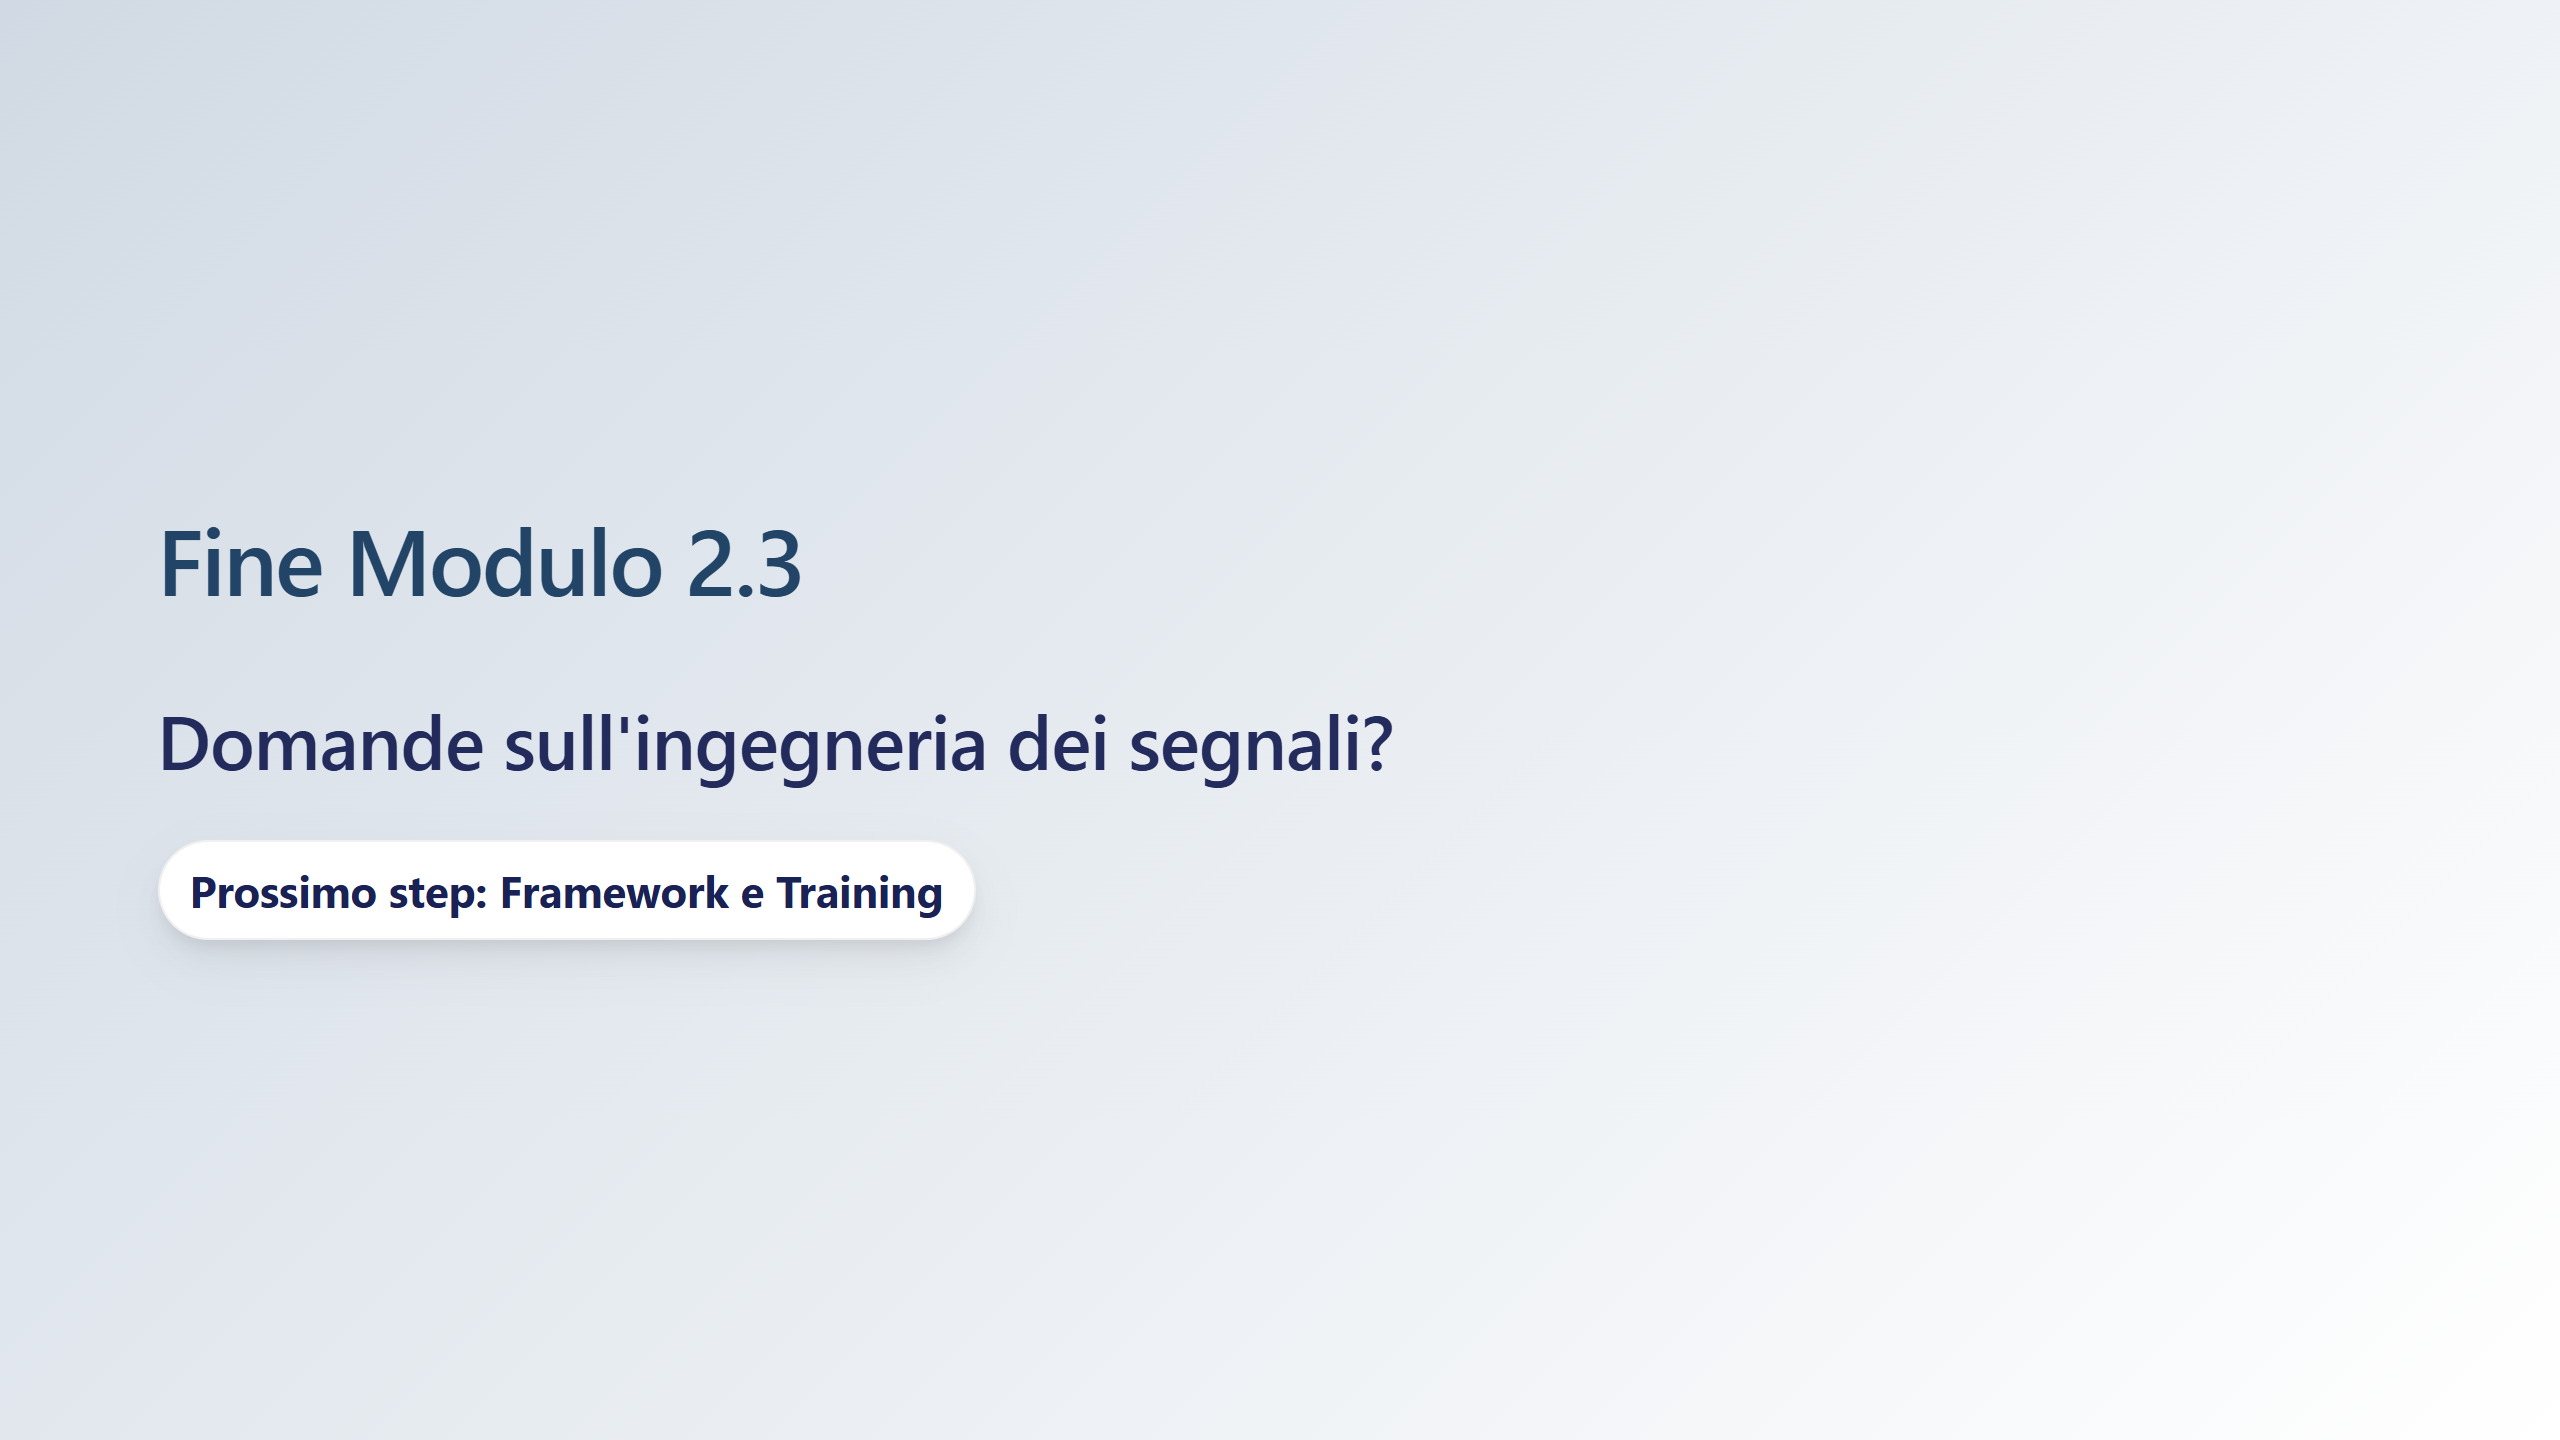 Fine Modulo 2.3
Domande sull'ingegneria dei segnali?
Prossimo step: Framework e Training